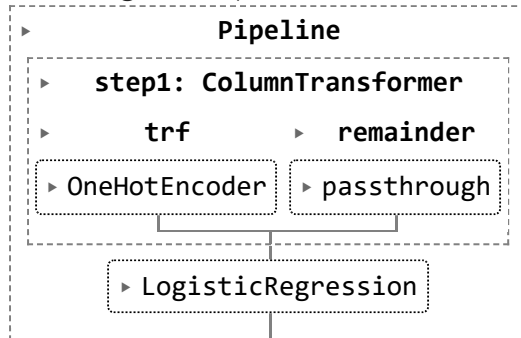 Pipeline
step1: ColumnTransformer
trf remainder
OneHotEncoder passthrough
LogisticRegression